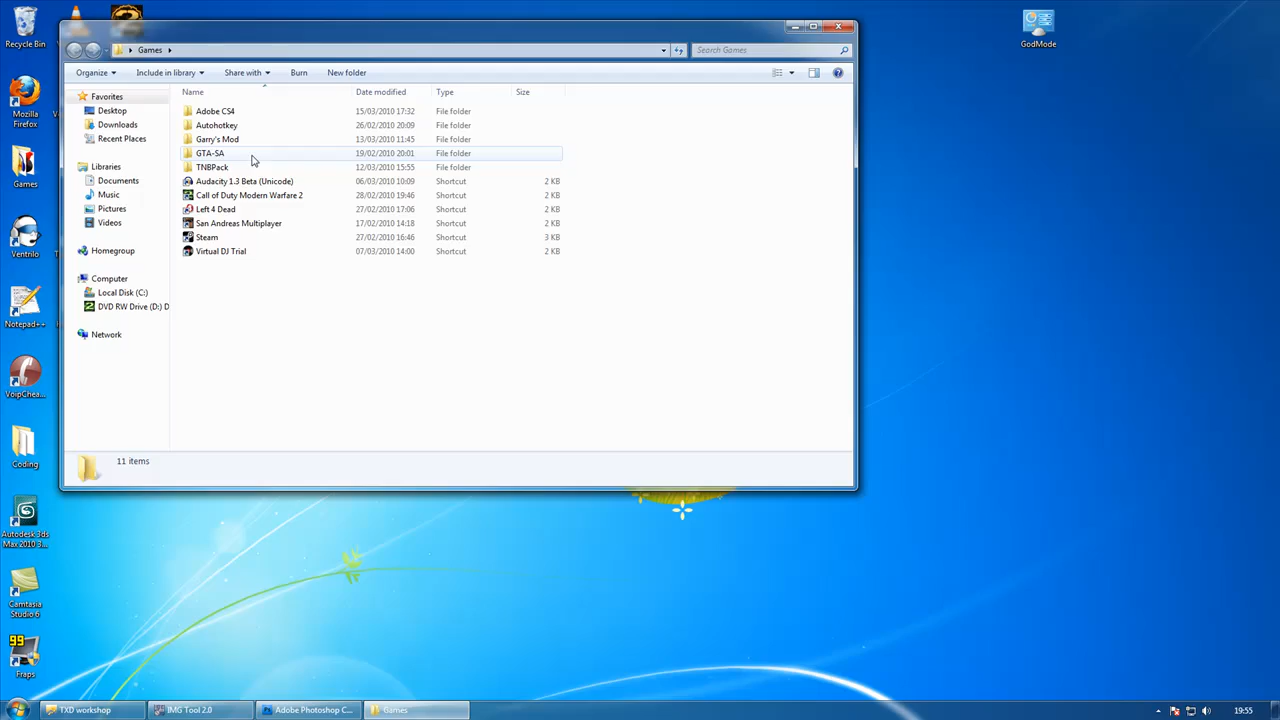 Recycle Bin
Mozilla
Firefox
Games
Ventrilo
Notepad++
VoipChea...
Coding
Autodesk 3ds
Max 2010 3...
Camtasia
Studio 6
99
Fraps
GodMode
Games
Search Games
Organize
Include in library
Share with
Burn
New folder
Name Date modified Type Size
Favorites
Desktop
Downloads
Recent Places
Libraries
Documents
Music
Pictures
Videos
Homegroup
Computer
Local Disk (C:)
DVD RW Drive (D:) D
Network
Adobe CS4 15/03/2010 17:32 File folder
Autohotkey 26/02/2010 20:09 File folder
Garry's Mod 13/03/2010 11:45 File folder
GTA-SA 19/02/2010 20:01 File folder
TNBPack 12/03/2010 15:55 File folder
Audacity 1.3 Beta (Unicode) 06/03/2010 10:09 Shortcut 2 KB
Call of Duty Modern Warfare 2 28/02/2010 19:46 Shortcut 2 KB
Left 4 Dead 27/02/2010 17:06 Shortcut 2 KB
San Andreas Multiplayer 17/02/2010 14:18 Shortcut 2 KB
Steam 27/02/2010 16:46 Shortcut 3 KB
Virtual DJ Trial 07/03/2010 14:00 Shortcut 2 KB
11 items
TXD workshop
IMG Tool 2.0
Adobe Photoshop C...
Games
19:55